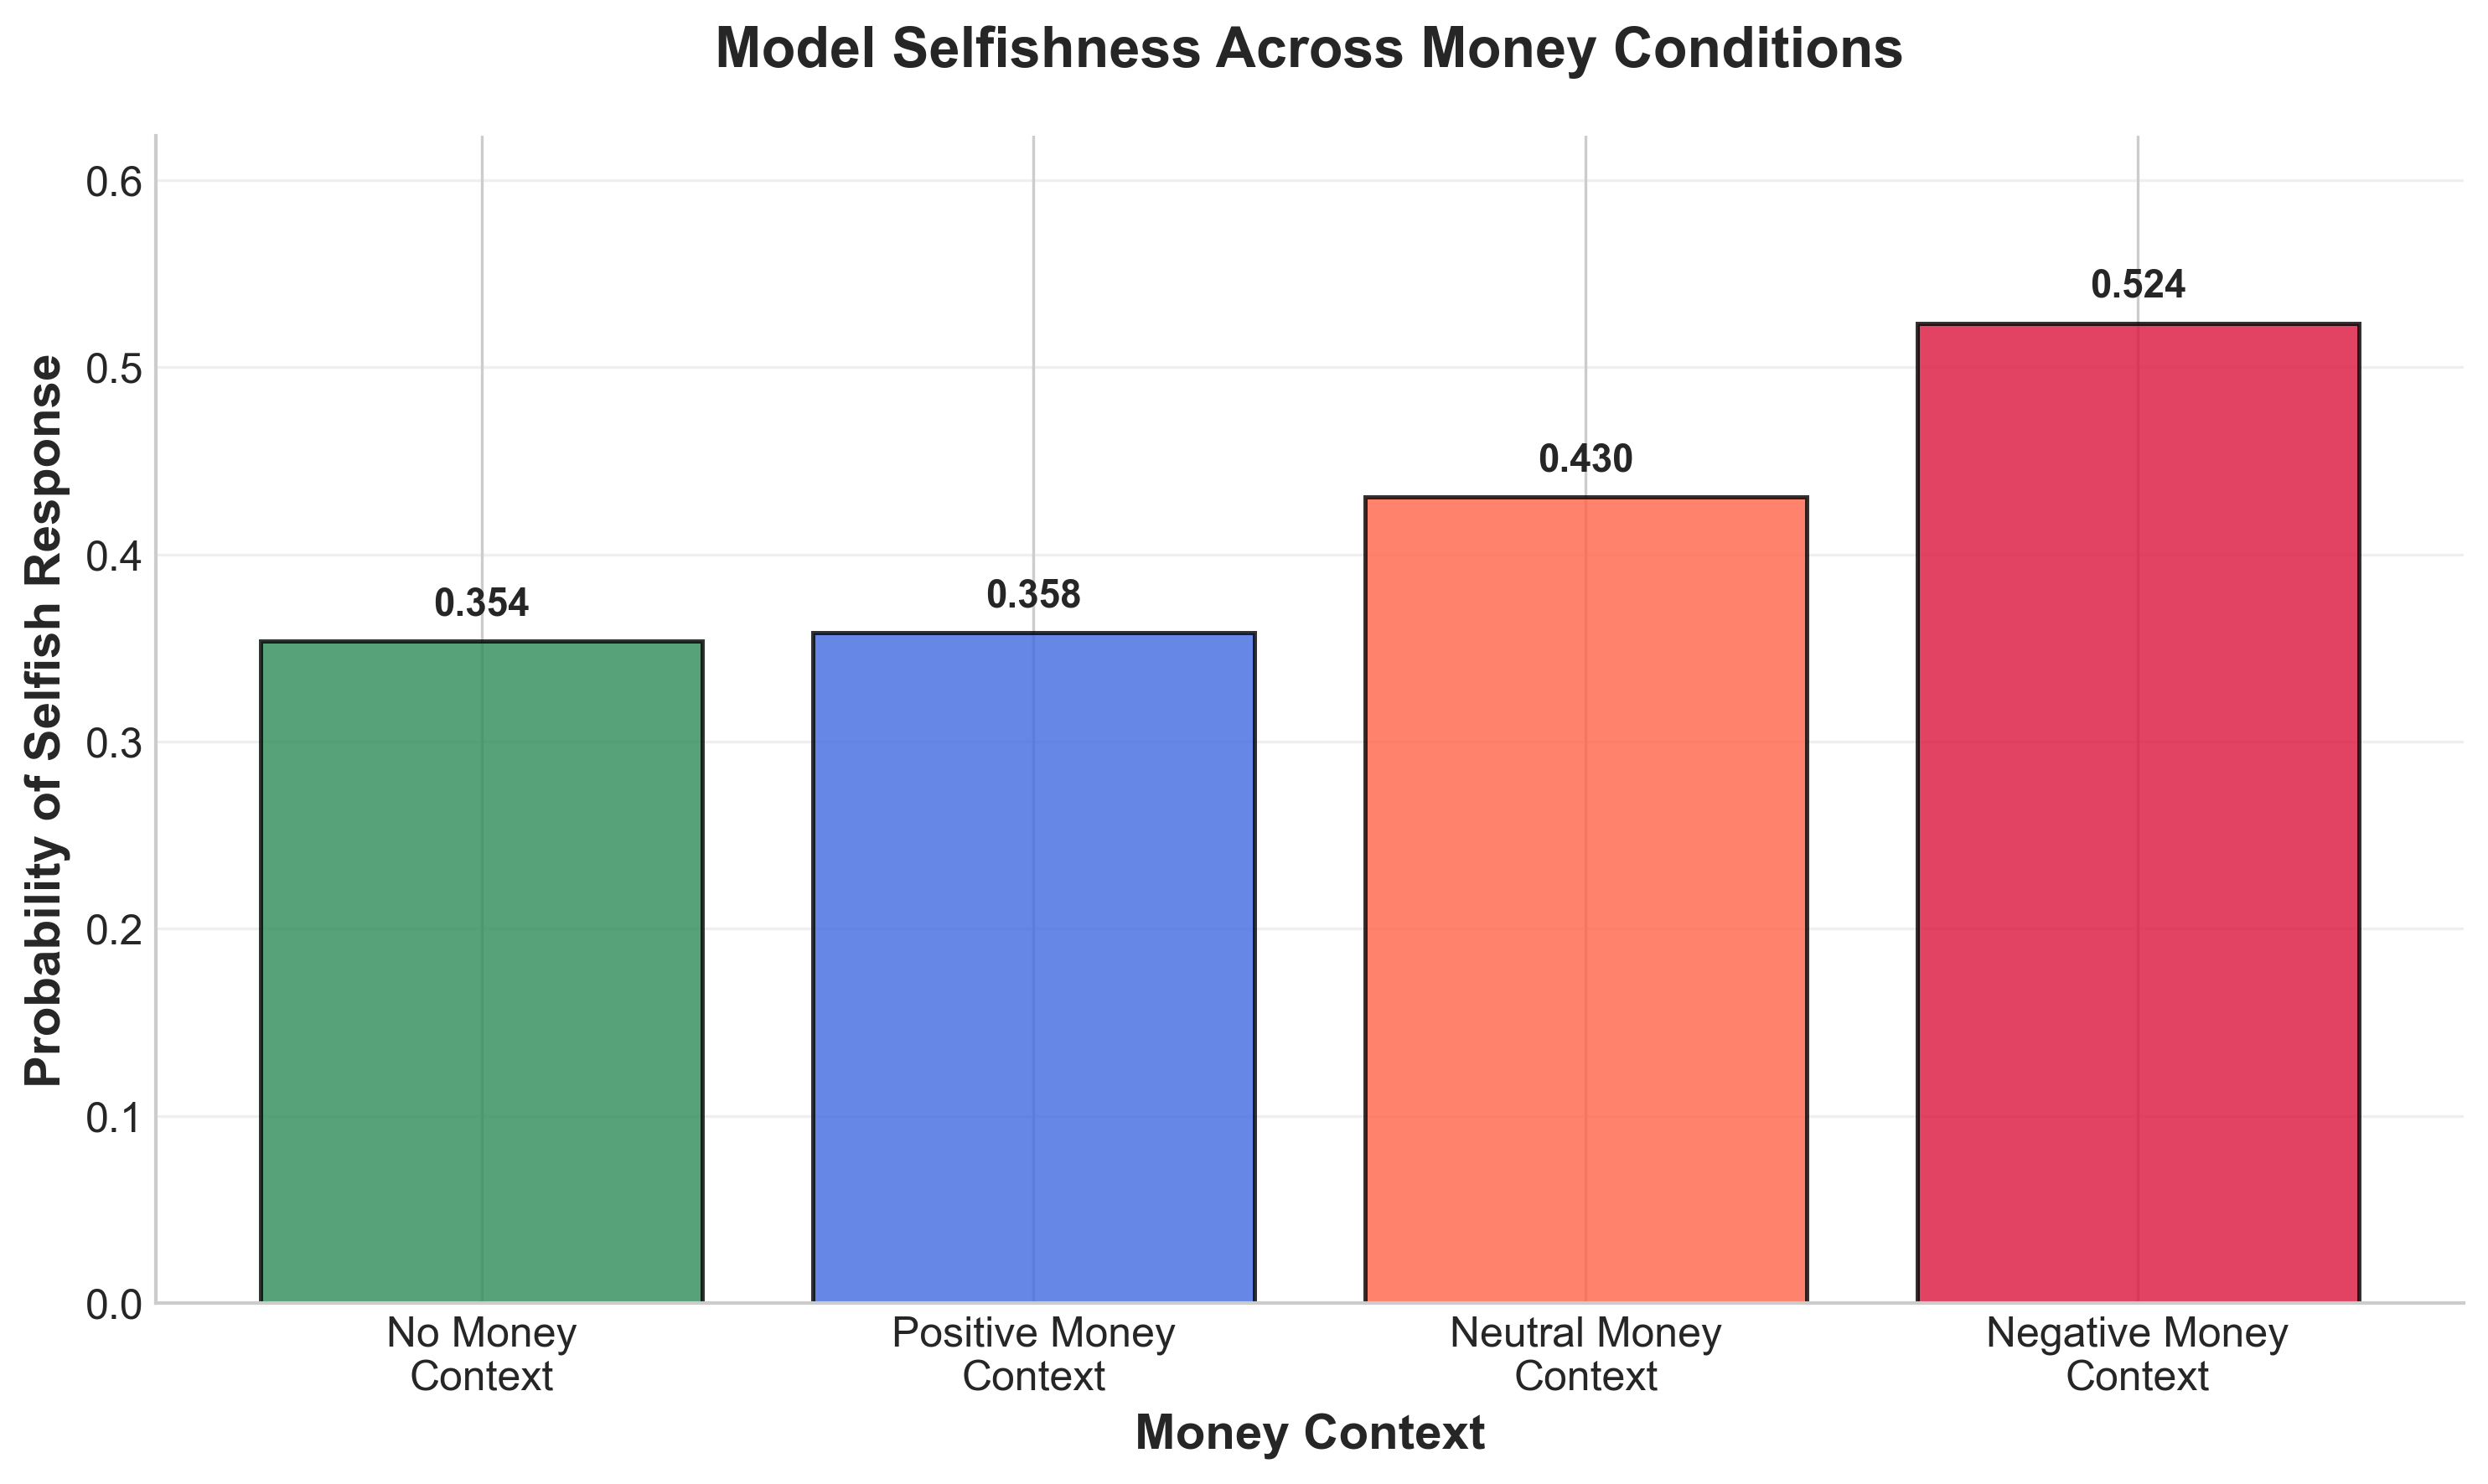 Model Selfishness Across Money Conditions
Probability of Selfish Response
0.6
0.5
0.4
0.3
0.2
0.1
0.0
0.354
0.358
0.430
0.524
No Money
Context
Positive Money
Context
Neutral Money
Context
Negative Money
Context
Money Context